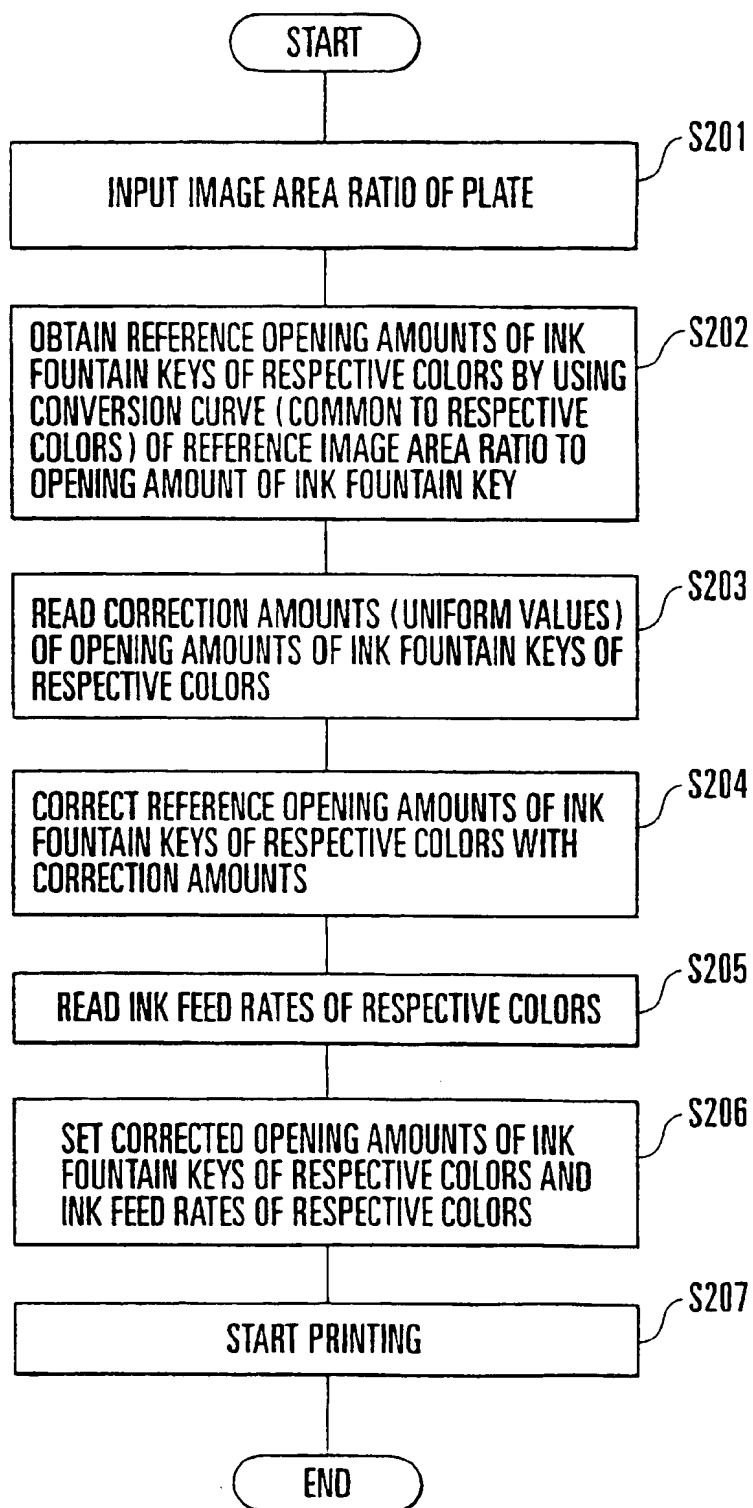 START
S201
INPUT IMAGE AREA RATIO OF PLATE
S202
OBTAIN REFERENCE OPENING AMOUNTS OF INK
FOUNTAIN KEYS OF RESPECTIVE COLORS BY USING
CONVERSION CURVE (COMMON TO RESPECTIVE
COLORS) OF REFERENCE IMAGE AREA RATIO TO
OPENING AMOUNT OF INK FOUNTAIN KEY
S203
READ CORRECTION AMOUNTS (UNIFORM VALUES)
OF OPENING AMOUNTS OF INK FOUNTAIN KEYS OF
RESPECTIVE COLORS
S204
CORRECT REFERENCE OPENING AMOUNTS OF INK
FOUNTAIN KEYS OF RESPECTIVE COLORS WITH
CORRECTION AMOUNTS
S205
READ INK FEED RATES OF RESPECTIVE COLORS
S206
SET CORRECTED OPENING AMOUNTS OF INK
FOUNTAIN KEYS OF RESPECTIVE COLORS AND
INK FEED RATES OF RESPECTIVE COLORS
S207
START PRINTING
END